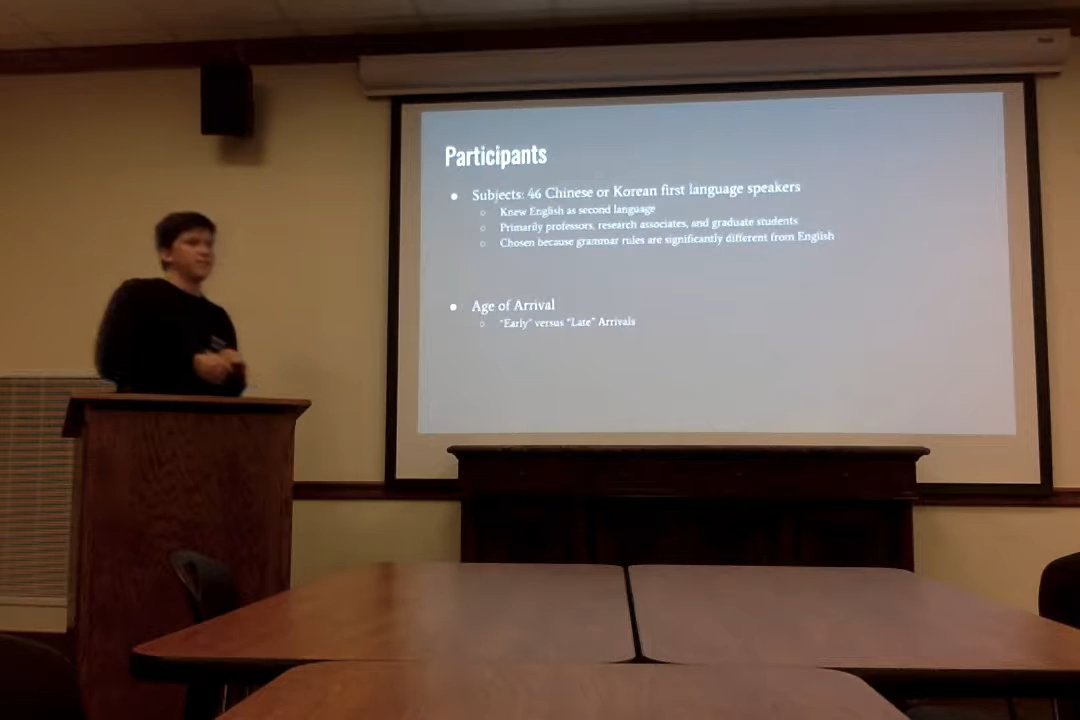 Participants
● Subjects: 46 Chinese or Korean first language speakers
○ Knew English as second language
○ Primarily professors, research associates, and graduate students
○ Chosen because grammar rules are significantly different from English
● Age of Arrival
○ "Early" versus "Late" Arrivals